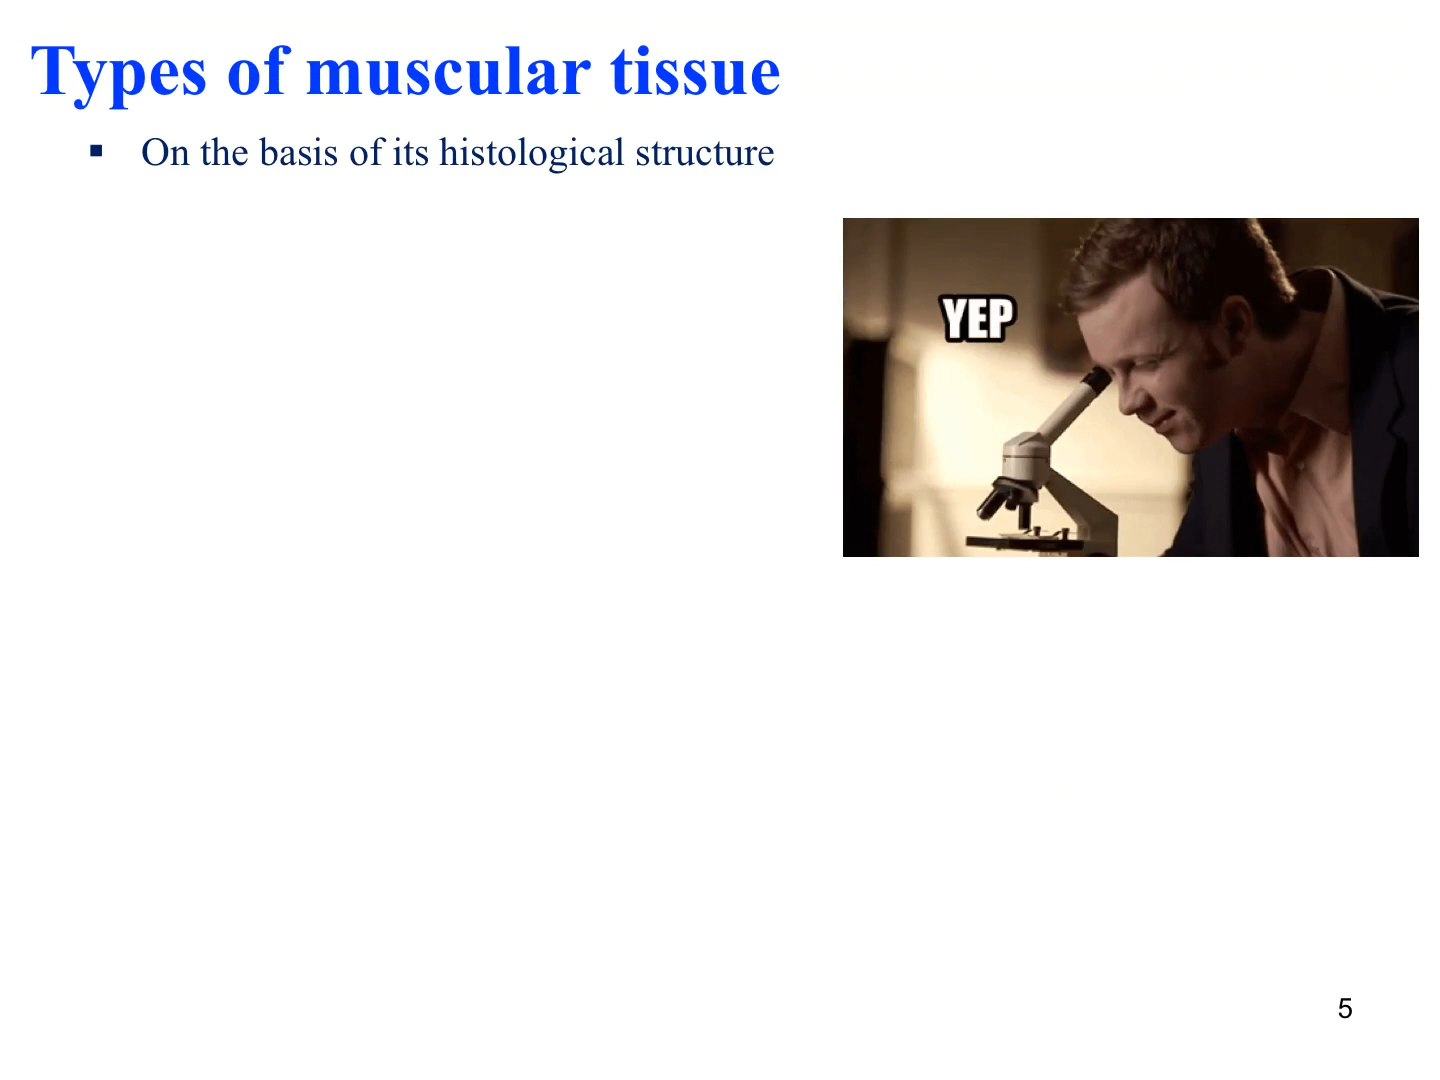 Types of muscular tissue
▪ On the basis of its histological structure
YEP
5